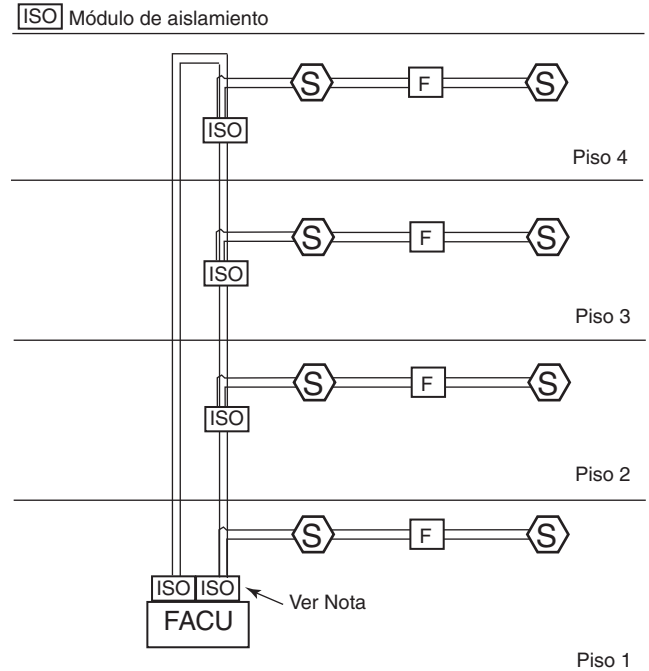 ISO Módulo de aislamiento
S F S
ISO
Piso 4
S F S
ISO
Piso 3
S F S
ISO
Piso 2
S F S
ISO ISO
Ver Nota
FACU
Piso 1